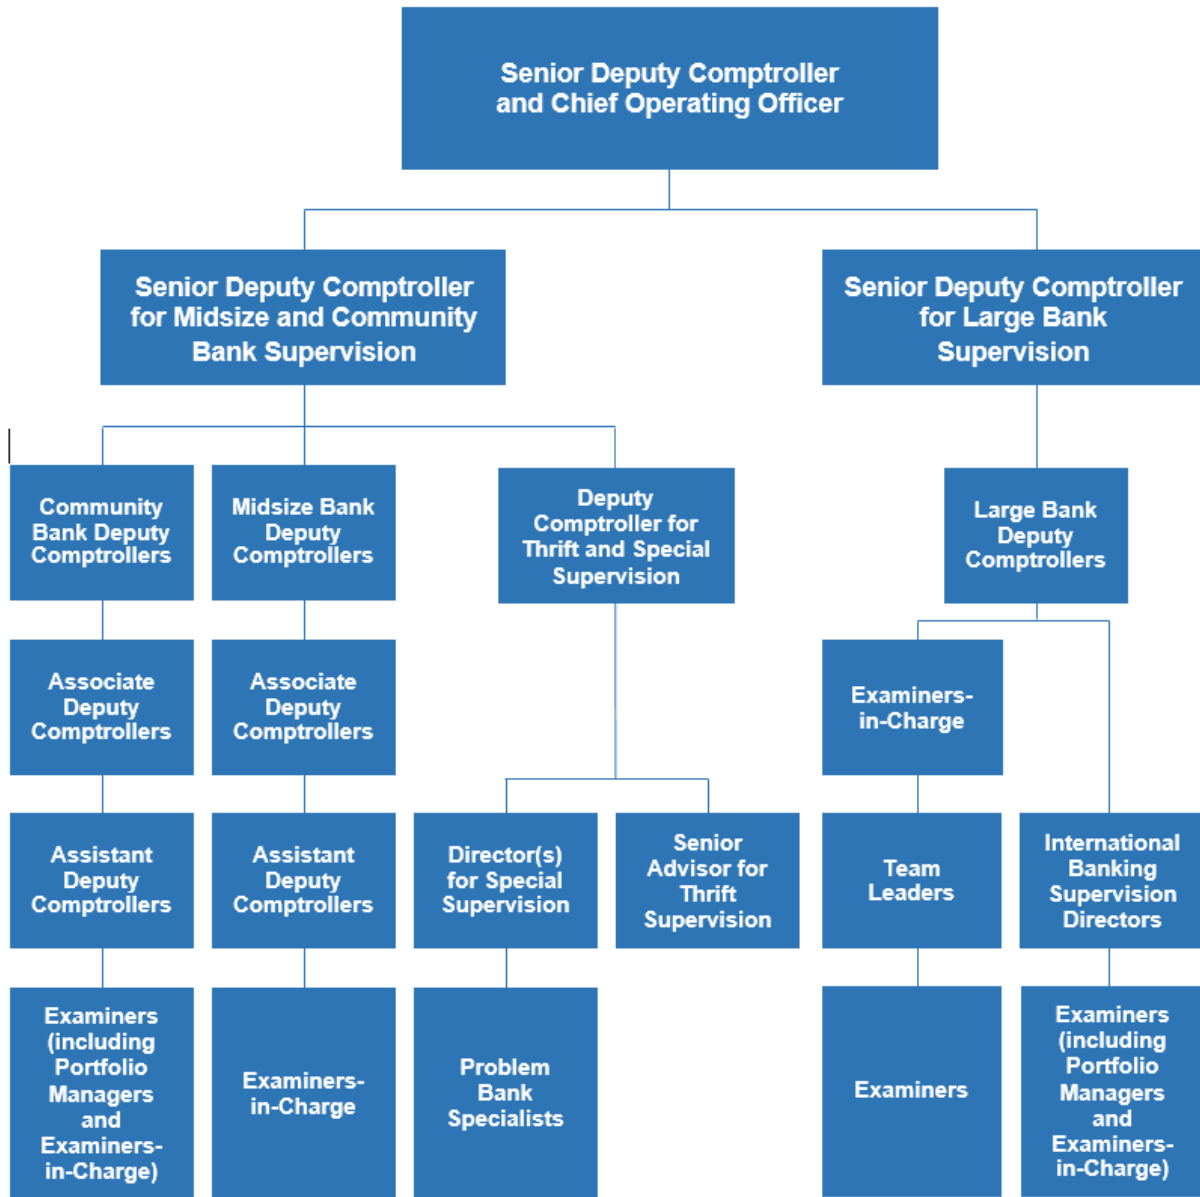 Senior Deputy Comptroller
and Chief Operating Officer
Senior Deputy Comptroller
for Midsize and Community
Bank Supervision
Senior Deputy Comptroller
for Large Bank
Supervision
Community
Bank Deputy
Comptrollers
Midsize Bank
Deputy
Comptrollers
Deputy
Comptroller for
Thrift and Special
Supervision
Large Bank
Deputy
Comptrollers
Associate
Deputy
Comptrollers
Associate
Deputy
Comptrollers
Examiners-
in-Charge
Assistant
Deputy
Comptrollers
Assistant
Deputy
Comptrollers
Director(s)
for Special
Supervision
Senior
Advisor for
Thrift
Supervision
Team
Leaders
International
Banking
Supervision
Directors
Examiners
(including
Portfolio
Managers
and
Examiners-
in-Charge)
Examiners-
in-Charge
Problem
Bank
Specialists
Examiners
Examiners
(including
Portfolio
Managers
and
Examiners-
in-Charge)